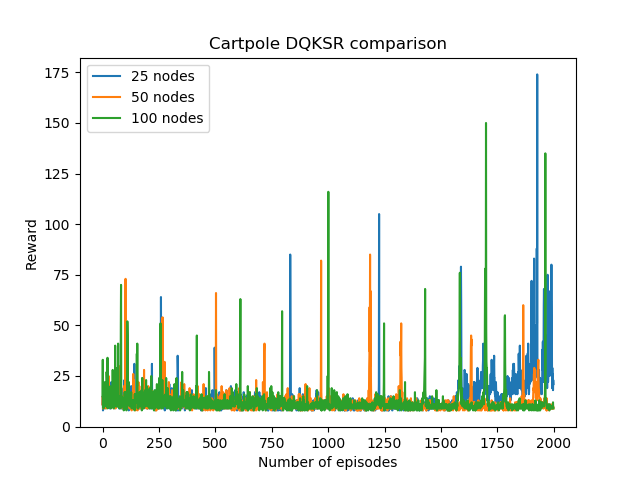 Cartpole DQKSR comparison
25 nodes
50 nodes
100 nodes
175
150
125
100
75
50
25
0
Reward
0 250 500 750 1000 1250 1500 1750 2000
Number of episodes